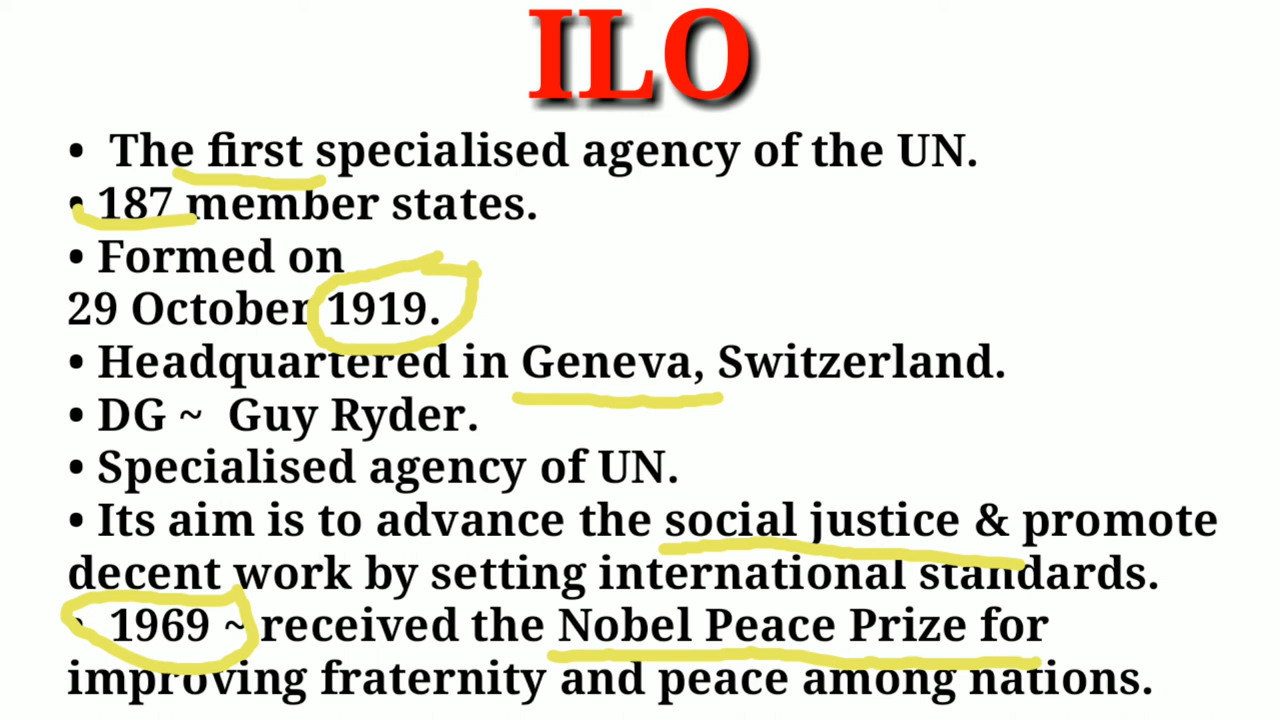 ILO
• The first specialised agency of the UN.
• 187 member states.
• Formed on
29 October 1919.
• Headquartered in Geneva, Switzerland.
• DG ~ Guy Ryder.
• Specialised agency of UN.
• Its aim is to advance the social justice & promote
decent work by setting international standards.
• 1969 ~ received the Nobel Peace Prize for
improving fraternity and peace among nations.